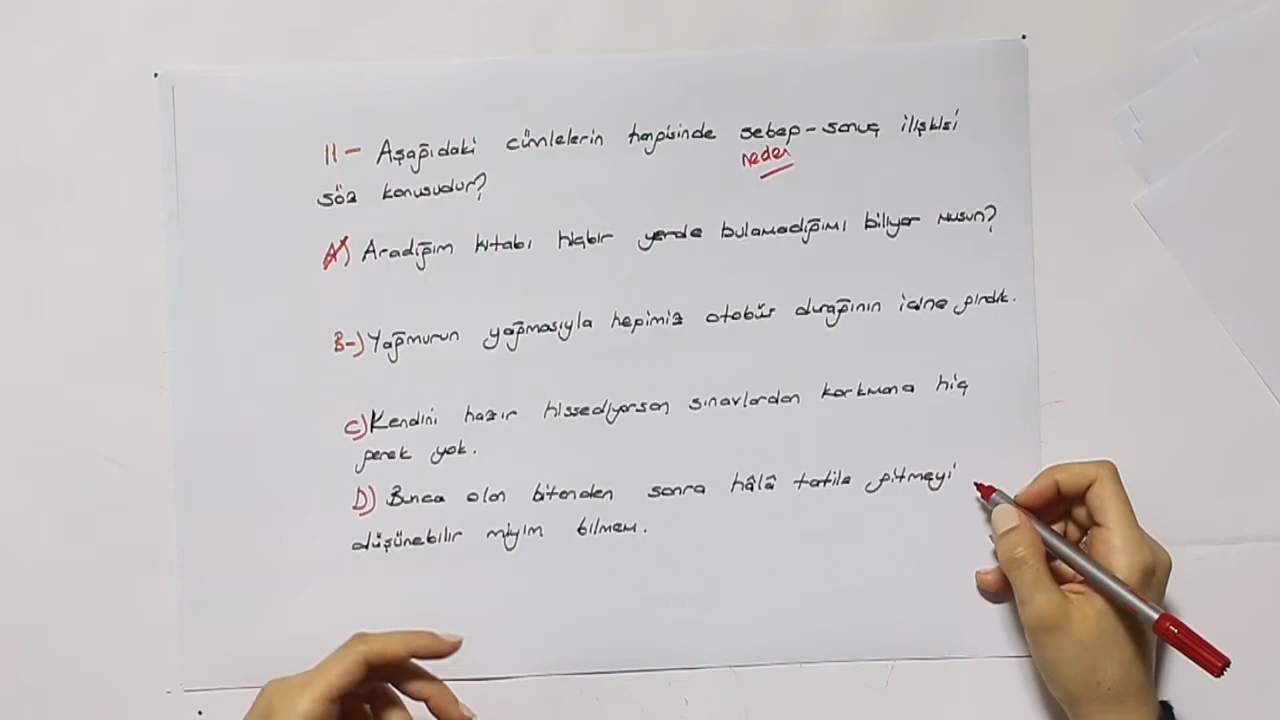 11- Aşağıdaki cümlelerin hangisinde sebep-sonuç ilişkisi
neden
söz konusudur?
A) Aradığım kitabı hiçbir yerde bulamadığımı biliyor musun?
B-) Yağmurun yağmasıyla hepimiz otobüs durağının içine girdik.
C) Kendini hazır hissediyorsan sınavlardan korkmana hiç
gerek yok.
D) Bunca olan bitenden sonra hâlâ tatile gitmeyi
düşünebilir miyim bilmem.